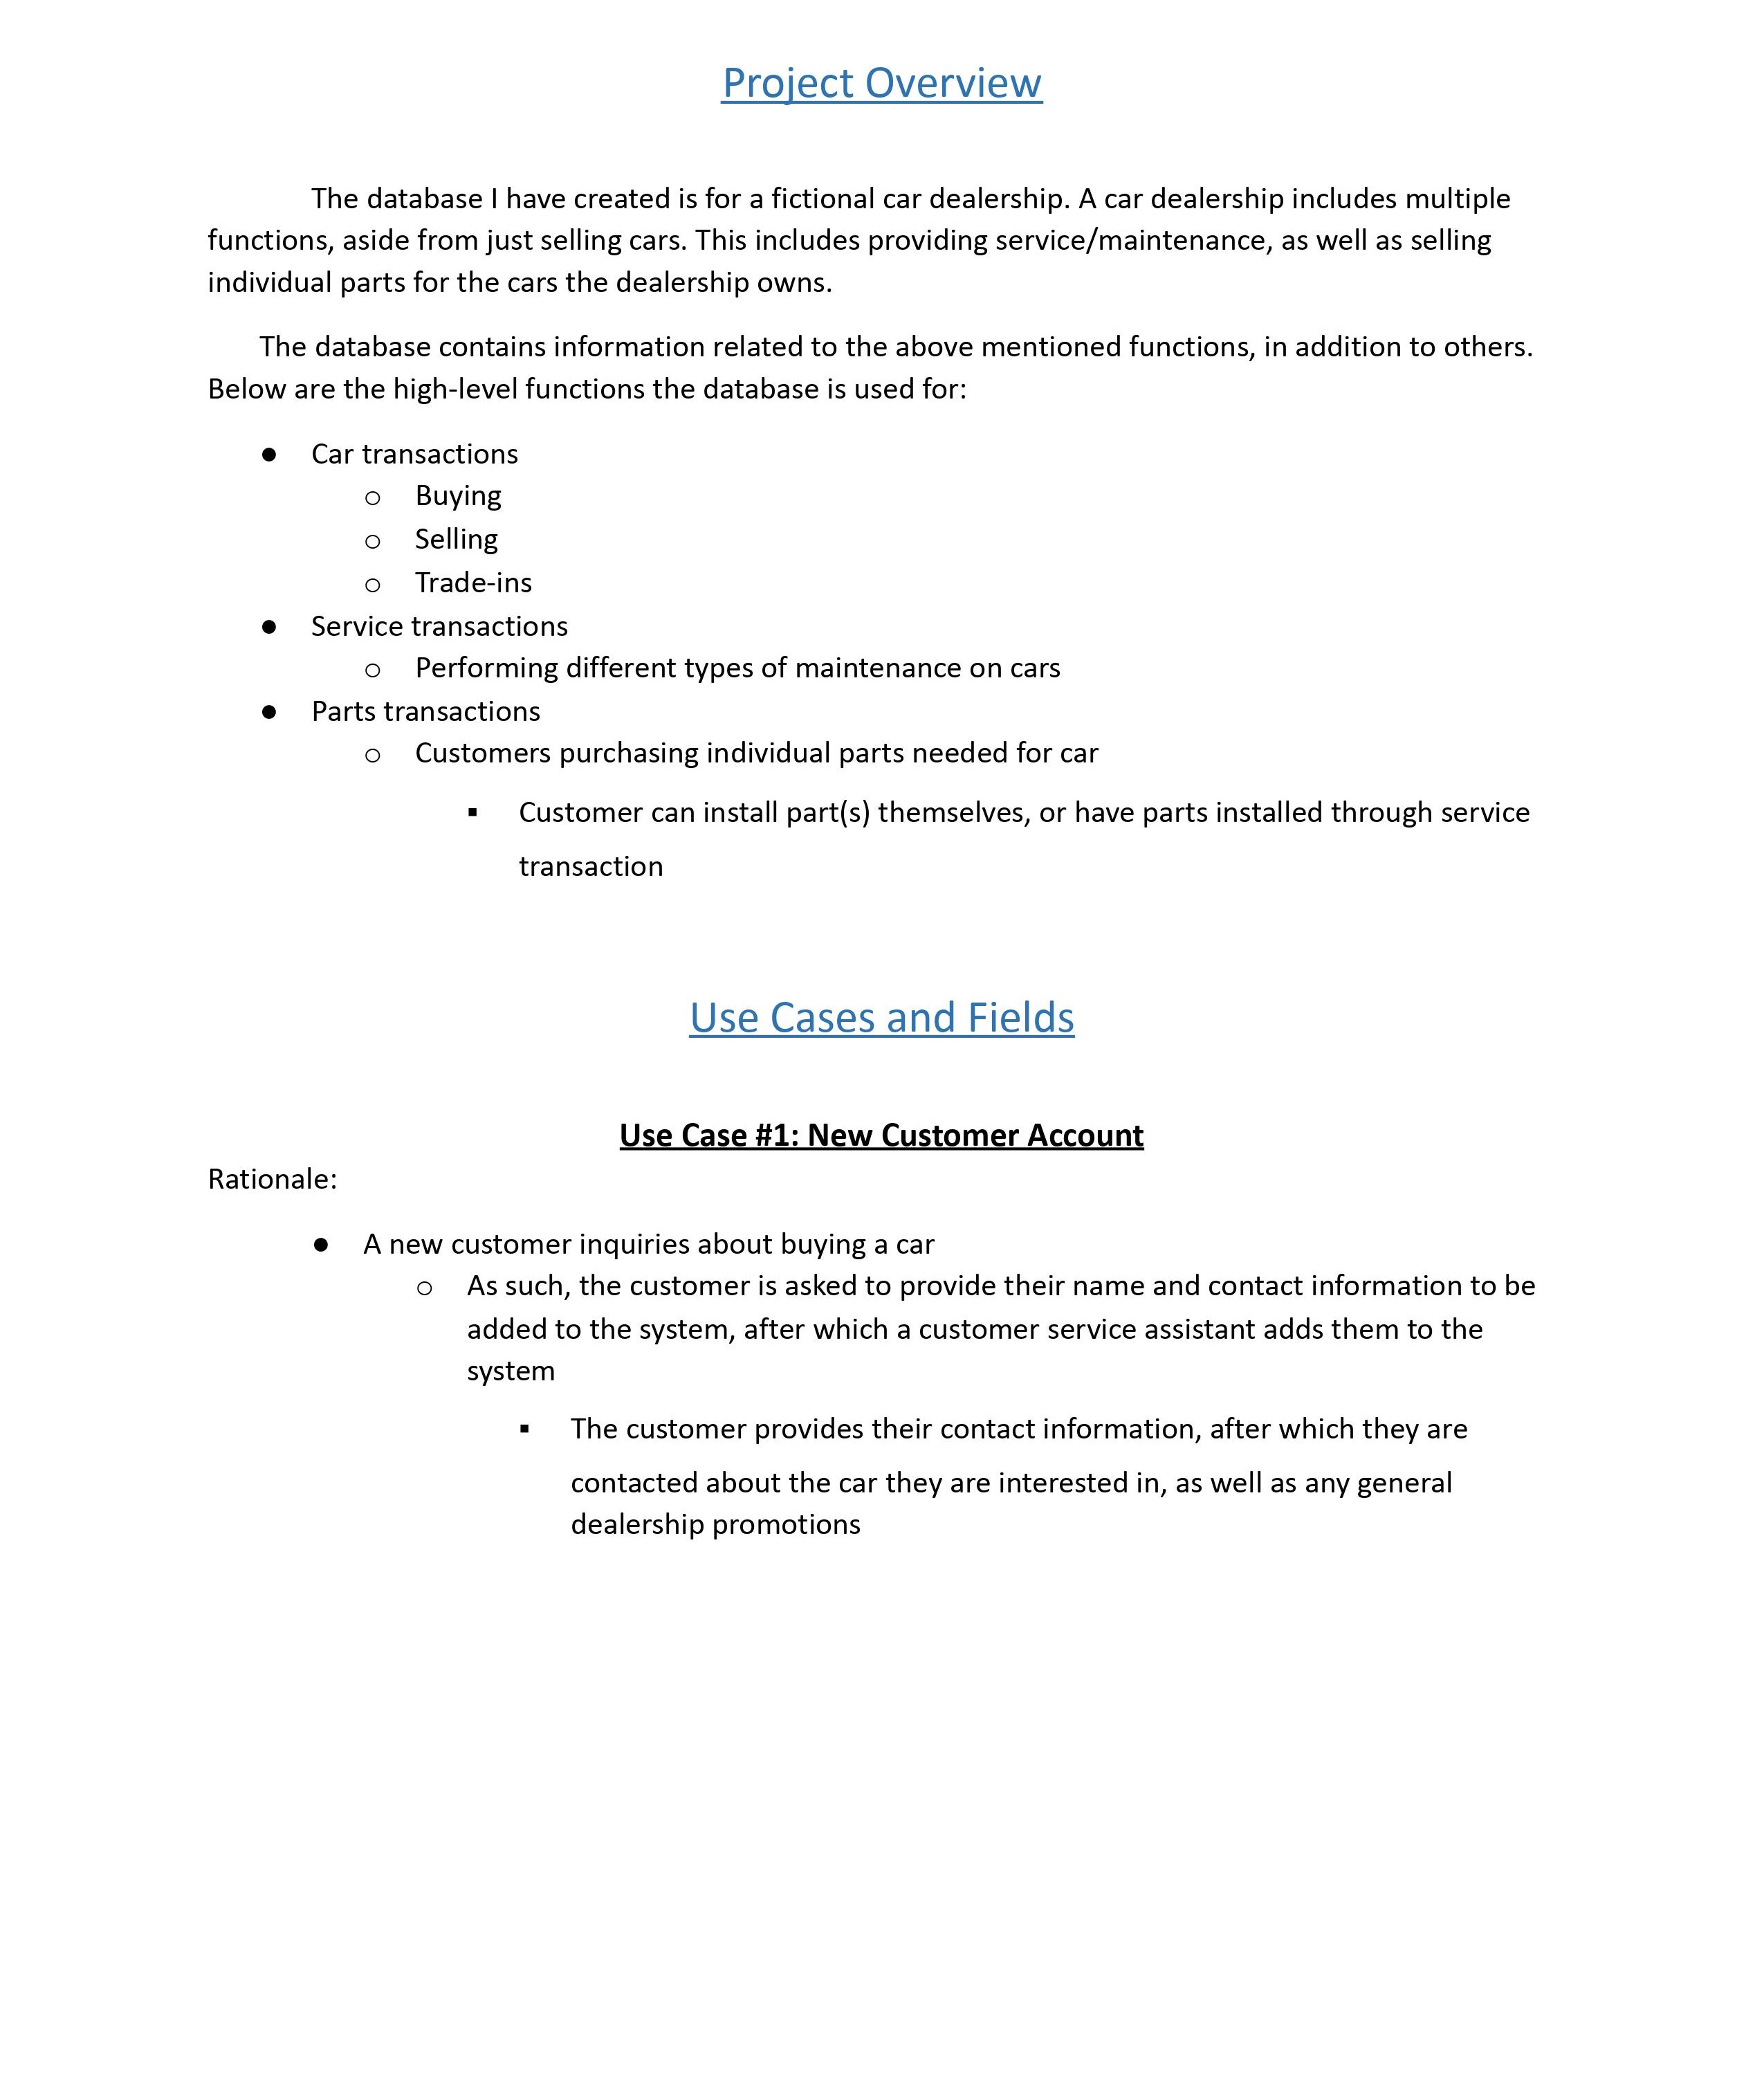 Project Overview
The database I have created is for a fictional car dealership. A car dealership includes multiple
functions, aside from just selling cars. This includes providing service/maintenance, as well as selling
individual parts for the cars the dealership owns.
The database contains information related to the above mentioned functions, in addition to others.
Below are the high-level functions the database is used for:
● Car transactions
o Buying
o Selling
o Trade-ins
● Service transactions
o Performing different types of maintenance on cars
● Parts transactions
o Customers purchasing individual parts needed for car
▪ Customer can install part(s) themselves, or have parts installed through service
transaction
Use Cases and Fields
Use Case #1: New Customer Account
Rationale:
● A new customer inquiries about buying a car
o As such, the customer is asked to provide their name and contact information to be
added to the system, after which a customer service assistant adds them to the
system
▪ The customer provides their contact information, after which they are
contacted about the car they are interested in, as well as any general
dealership promotions